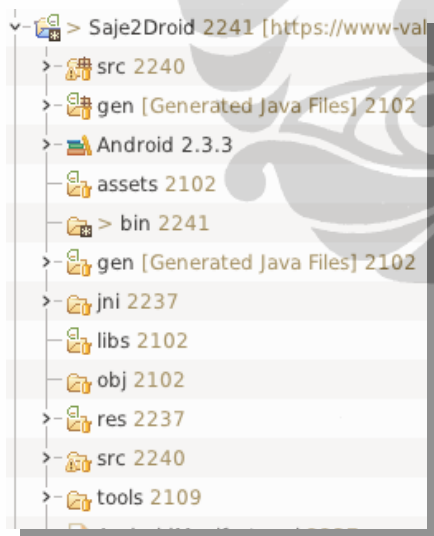 > Saje2Droid 2241 [https://www-val
src 2240
gen [Generated Java Files] 2102
Android 2.3.3
assets 2102
> bin 2241
gen [Generated Java Files] 2102
jni 2237
libs 2102
obj 2102
res 2237
src 2240
tools 2109